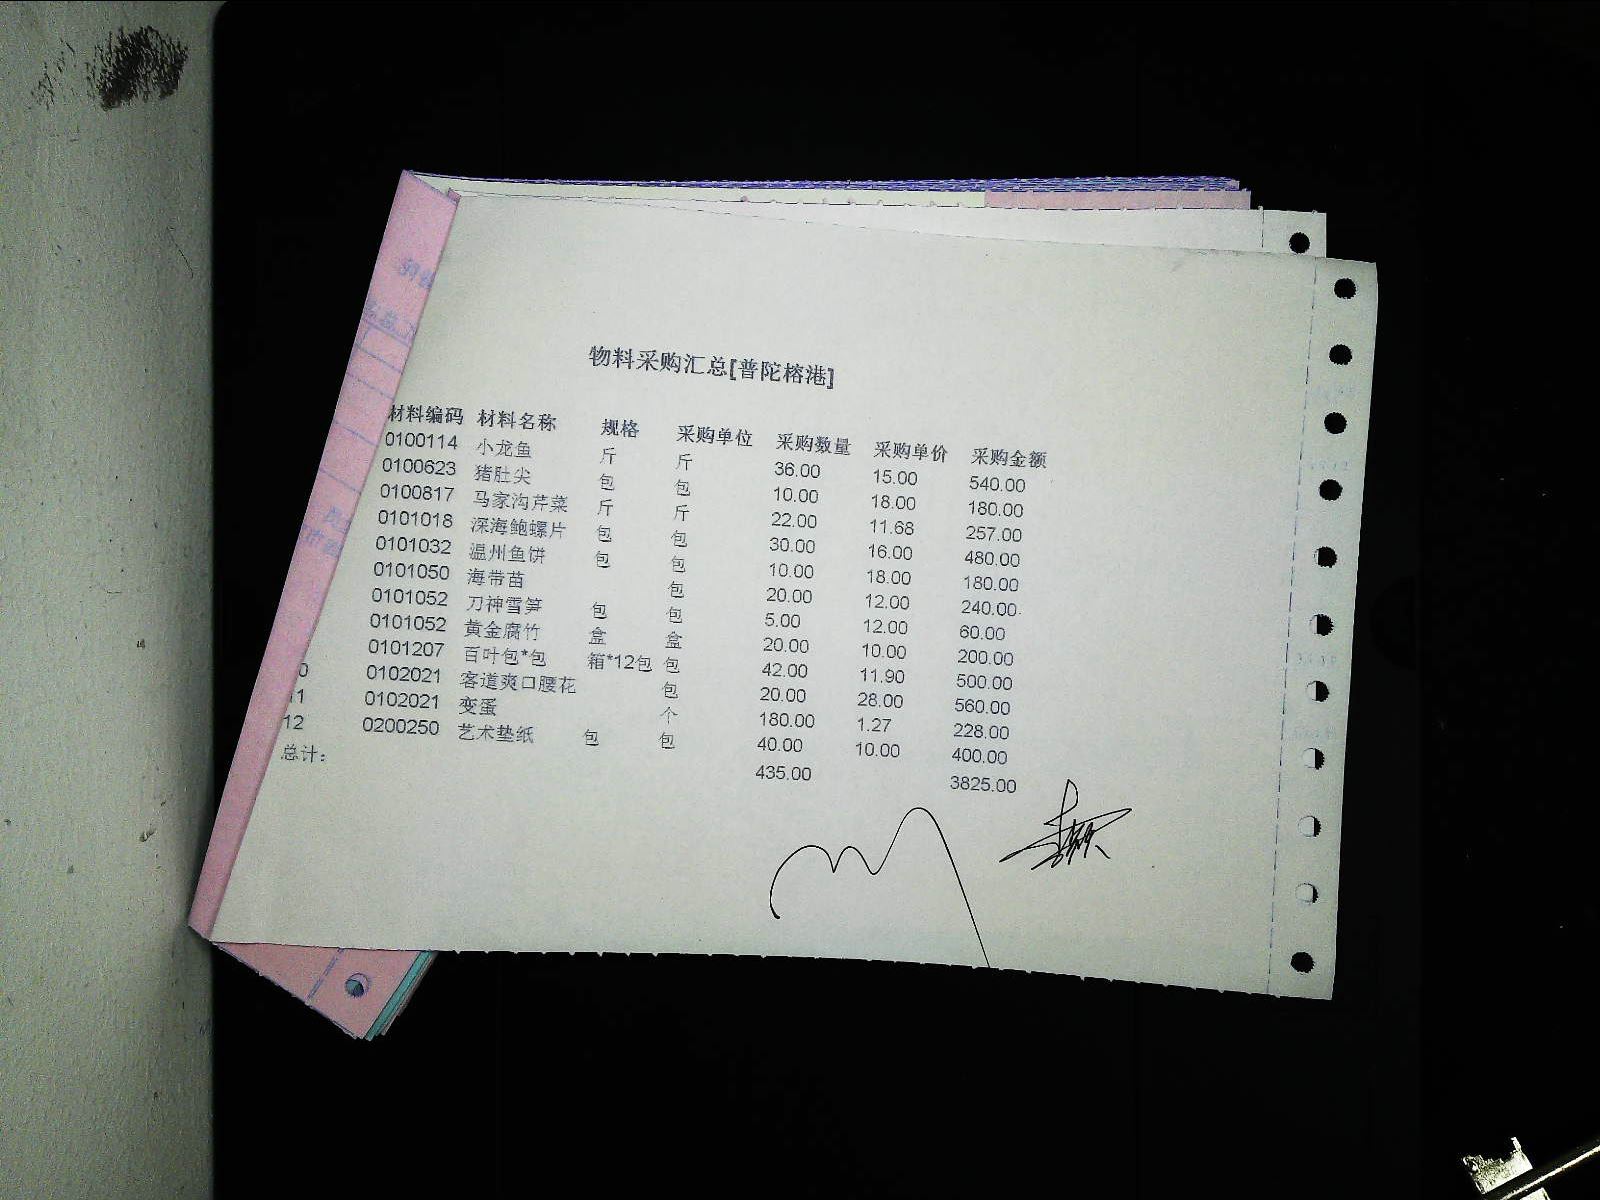 物料采购汇总[普陀榕港]
材料编码 材料名称 规格 采购单位 采购数量 采购单价 采购金额
0100114 小龙鱼 斤 斤 36.00 15.00 540.00
0100623 猪肚尖 包 包 10.00 18.00 180.00
0100817 马家沟芹菜 斤 斤 22.00 11.68 257.00
0101018 深海鲍螺片 包 包 30.00 16.00 480.00
0101032 温州鱼饼 包 包 10.00 18.00 180.00
0101050 海带苗 包 20.00 12.00 240.00
0101052 刀神雪笋 包 包 5.00 12.00 60.00
0101052 黄金腐竹 盒 盒 20.00 10.00 200.00
0101207 百叶包*包 箱*12包 包 42.00 11.90 500.00
0 0102021 客道爽口腰花 包 20.00 28.00 560.00
11 0102021 变蛋 个 180.00 1.27 228.00
12 0200250 艺术垫纸 包 包 40.00 10.00 400.00
总计: 435.00 3825.00